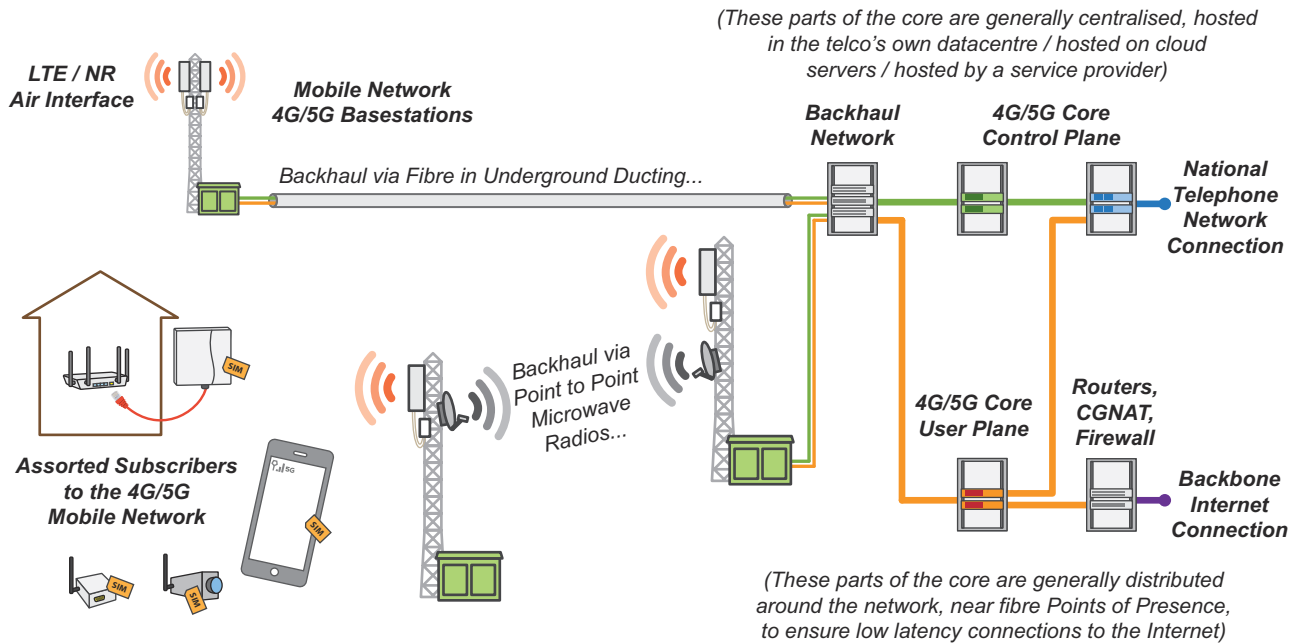 (These parts of the core are generally centralised, hosted
in the telco's own datacentre / hosted on cloud
servers / hosted by a service provider)
LTE / NR
Air Interface
Mobile Network
4G/5G Basestations
Backhaul
Network
4G/5G Core
Control Plane
National
Telephone
Network
Connection
Backhaul via Fibre in Underground Ducting...
SIM
Backhaul via
Point to Point
Microwave
Radios...
4G/5G Core
User Plane
Routers,
CGNAT,
Firewall
Backbone
Internet
Connection
Assorted Subscribers
to the 4G/5G
Mobile Network
5G
SIM
SIM
SIM
(These parts of the core are generally distributed
around the network, near fibre Points of Presence,
to ensure low latency connections to the Internet)